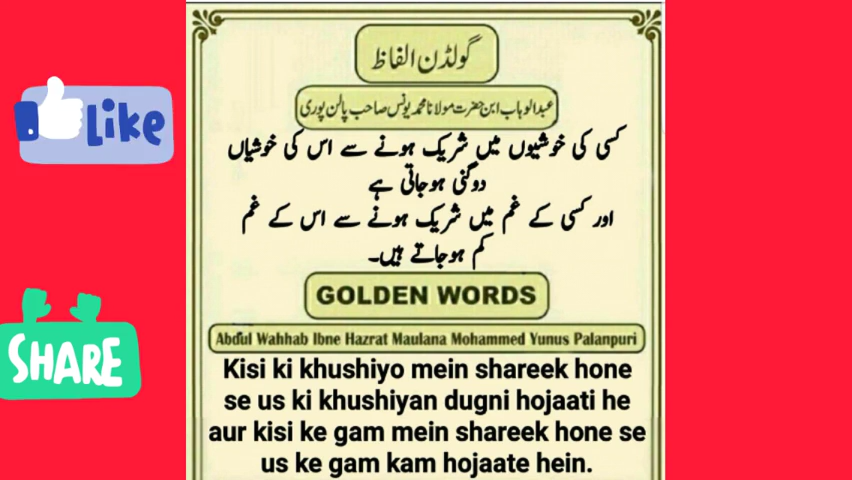 Like
SHARE
گولڈن الفاظ
عبدالوہاب ابن حضرت مولانا محمد یونس صاحب پالن پوری
کسی کی خوشیوں میں شریک ہونے سے اس کی خوشیاں
دوگنی ہوجاتی ہے
اور کسی کے غم میں شریک ہونے سے اس کے غم
کم ہوجاتے ہیں۔
GOLDEN WORDS
Abdul Wahhab Ibne Hazrat Maulana Mohammed Yunus Palanpuri
Kisi ki khushiyo mein shareek hone
se us ki khushiyan dugni hojaati he
aur kisi ke gam mein shareek hone se
us ke gam kam hojaate hein.